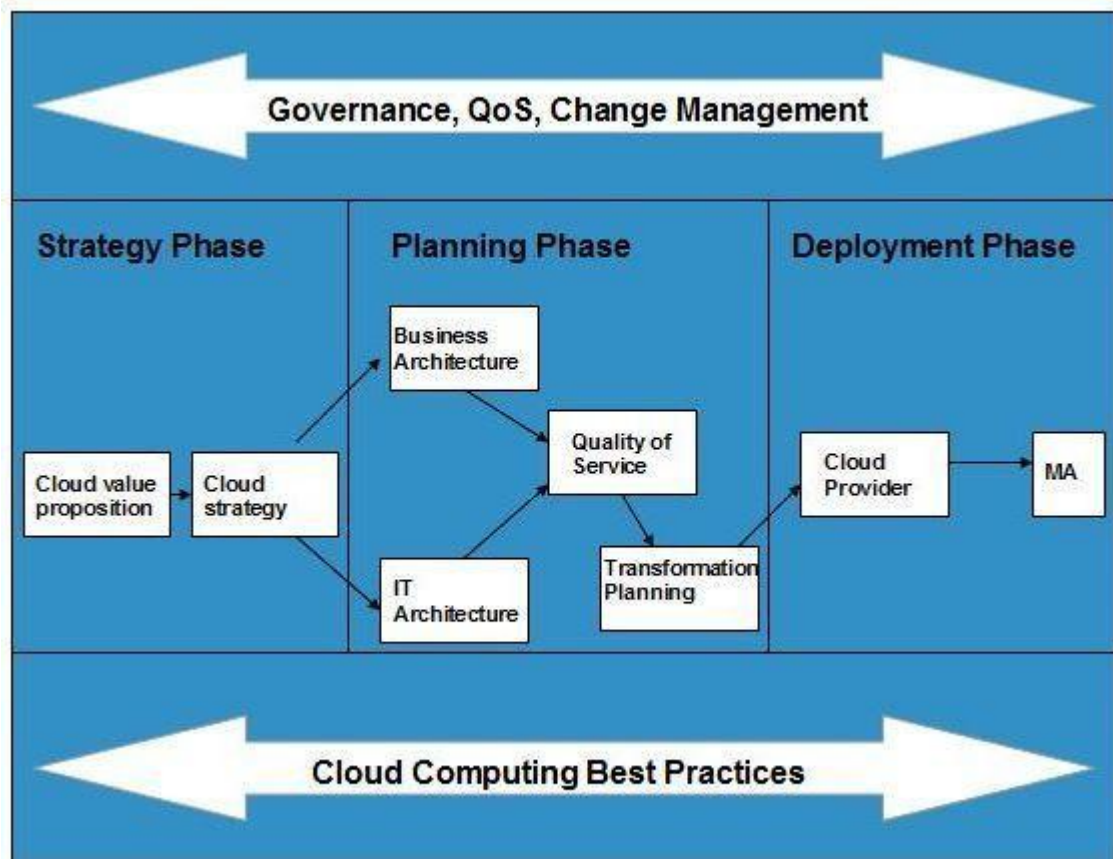 Governance, QoS, Change Management
Strategy Phase
Planning Phase
Deployment Phase
Business
Architecture
Quality of
Service
Cloud
Provider
MA
Cloud value
proposition
Cloud
strategy
IT
Architecture
Transformation
Planning
Cloud Computing Best Practices